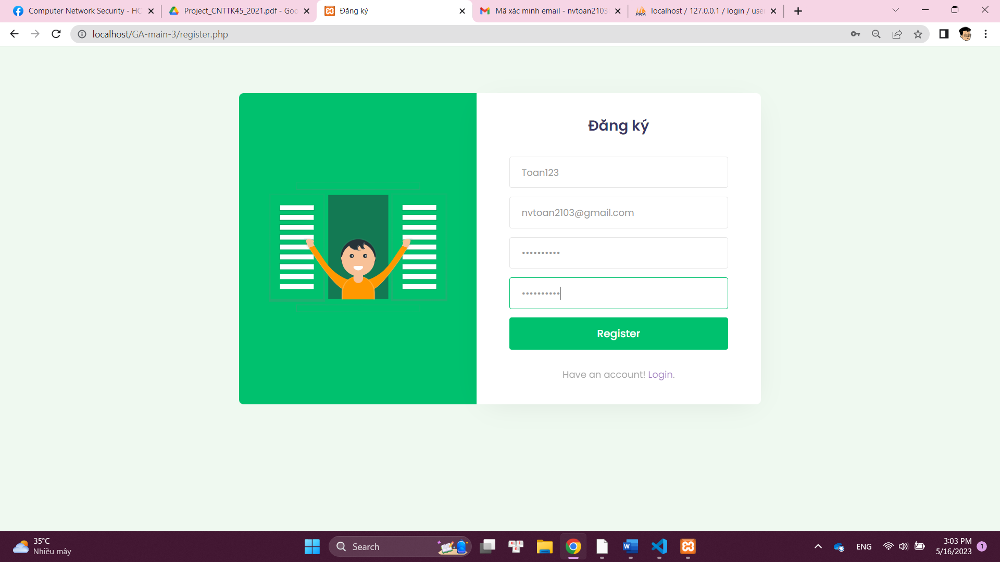 Computer Network Security - HC
Project_CNTTK45_2021.pdf - Goo
Đăng ký
Mã xác minh email - nvtoan2103
PMA
localhost / 127.0.0.1 / login / use
localhost/GA-main-3/register.php
Đăng ký
Toan123
nvtoan2103@gmail.com
••••••••••
••••••••••
Register
Have an account! Login.
35°C
Nhiều mây
Search
ENG
3:03 PM
5/16/2023
1